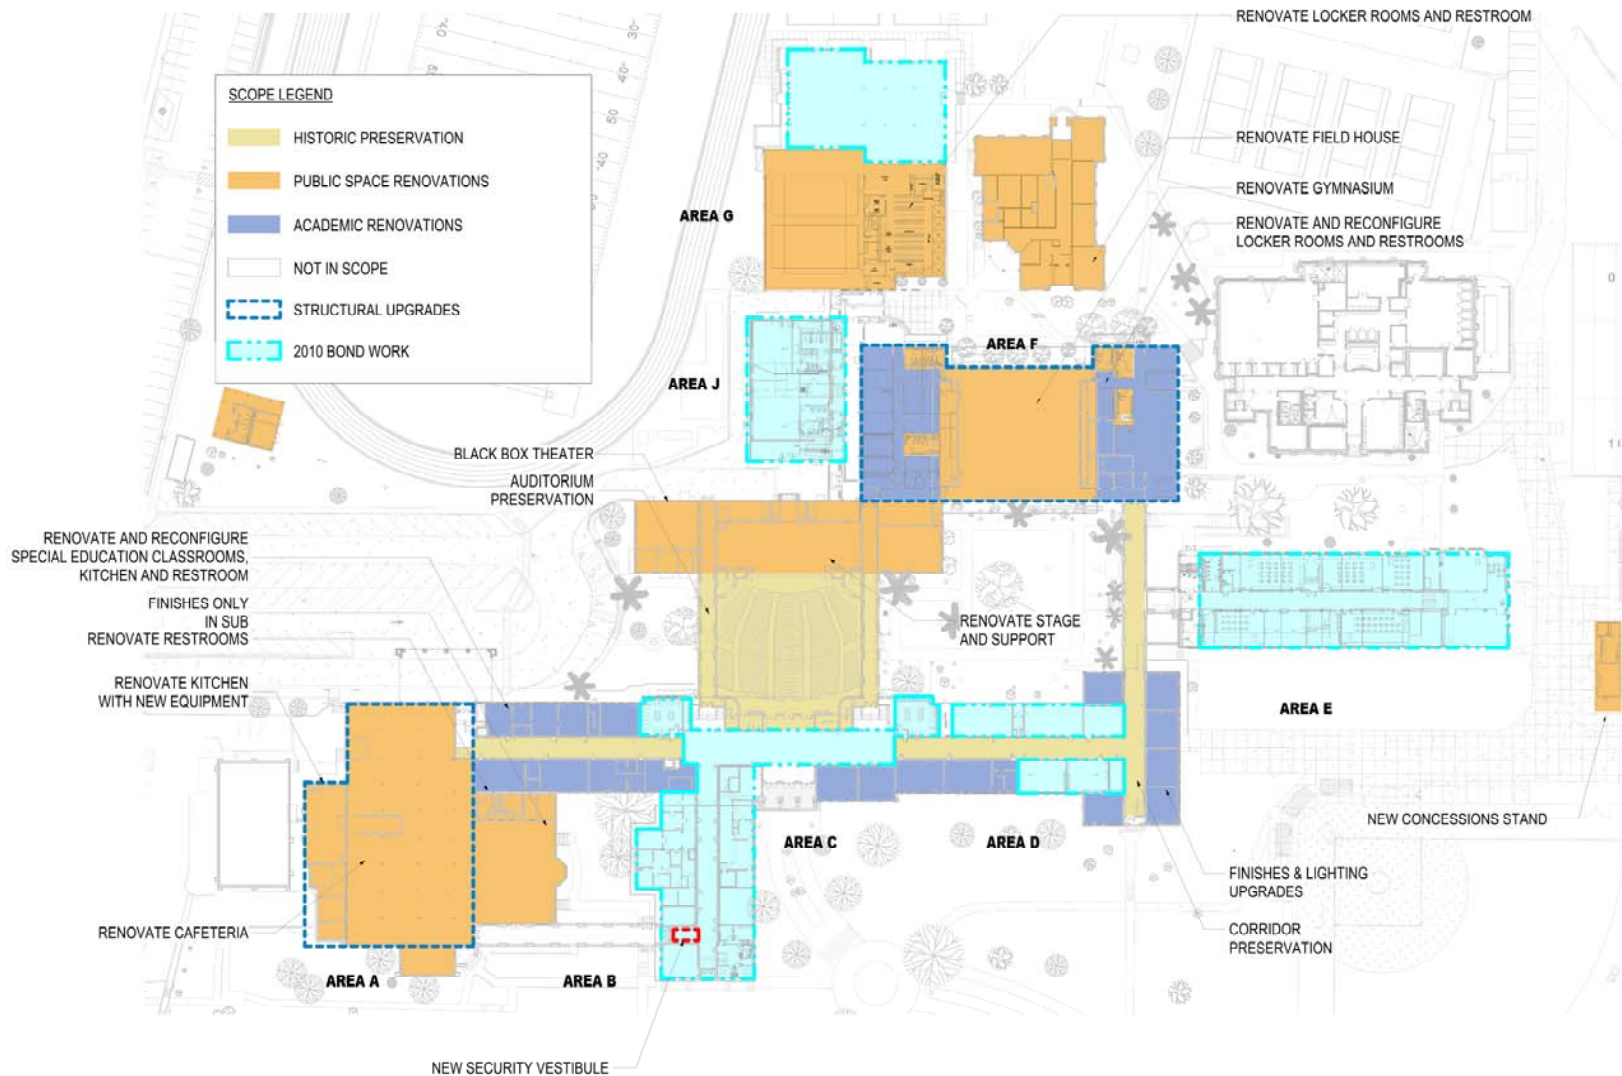 RENOVATE LOCKER ROOMS AND RESTROOM
SCOPE LEGEND
HISTORIC PRESERVATION
PUBLIC SPACE RENOVATIONS
ACADEMIC RENOVATIONS
NOT IN SCOPE
STRUCTURAL UPGRADES
2010 BOND WORK
RENOVATE FIELD HOUSE
RENOVATE GYMNASIUM
RENOVATE AND RECONFIGURE
LOCKER ROOMS AND RESTROOMS
AREA G
AREA F
AREA J
BLACK BOX THEATER
AUDITORIUM
PRESERVATION
RENOVATE AND RECONFIGURE
SPECIAL EDUCATION CLASSROOMS,
KITCHEN AND RESTROOM
FINISHES ONLY
IN SUB
RENOVATE RESTROOMS
RENOVATE KITCHEN
WITH NEW EQUIPMENT
RENOVATE STAGE
AND SUPPORT
AREA E
NEW CONCESSIONS STAND
AREA C
AREA D
FINISHES & LIGHTING
UPGRADES
CORRIDOR
PRESERVATION
RENOVATE CAFETERIA
AREA A
AREA B
NEW SECURITY VESTIBULE